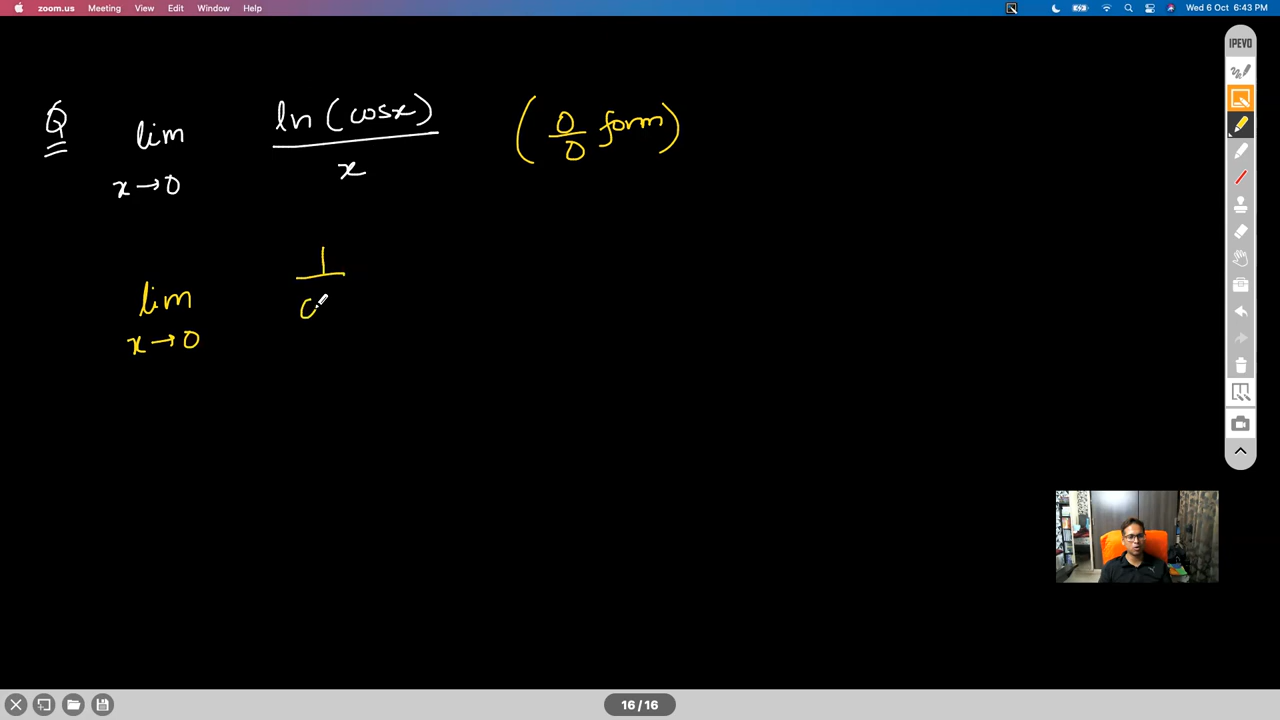 zoom.us Meeting View Edit Window Help Wed 6 Oct 6:43 PM
IPEVO
Q lim x→0 ln(cosx) / x ( 0/0 form )
lim x→0 1 / c
16 / 16